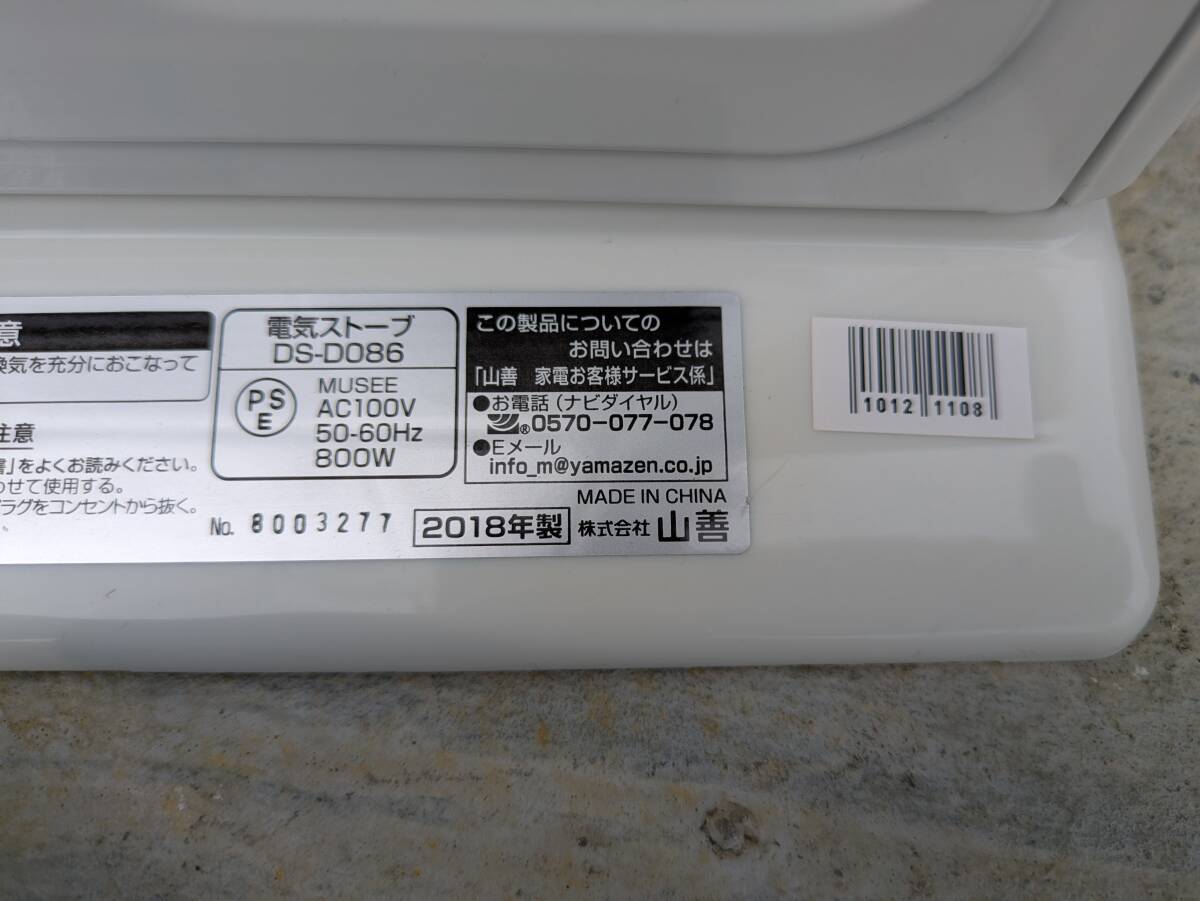 意
換気を充分におこなって
注意
書」をよくお読みください。
わせて使用する。
プラグをコンセントから抜く。
電気ストーブ
DS-D086
PS
E
MUSEE
AC100V
50-60Hz
800W
No. 8003277
2018年製
この製品についての
お問い合わせは
「山善 家電お客様サービス係」
●お電話(ナビダイヤル)
®0570-077-078
●Eメール
info_m@yamazen.co.jp
MADE IN CHINA
株式会社 山善
1012 1108